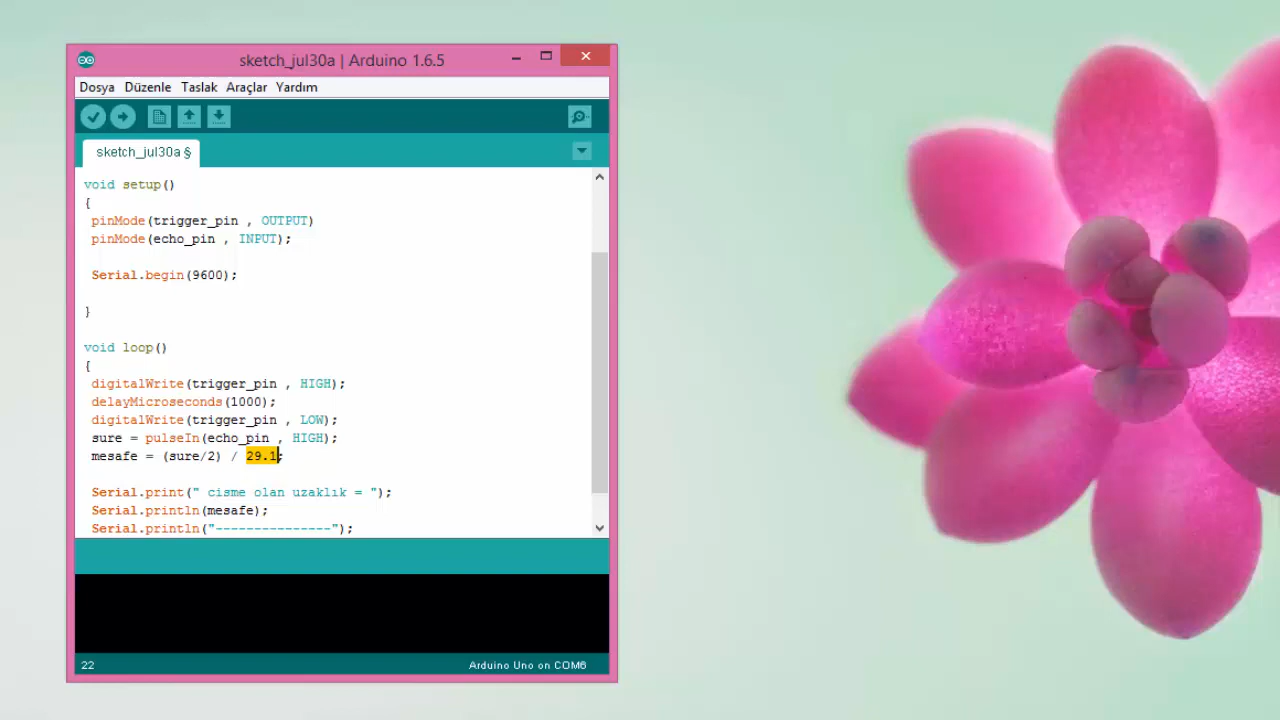 sketch_jul30a | Arduino 1.6.5
Dosya Düzenle Taslak Araçlar Yardım
sketch_jul30a §
void setup()
{
pinMode(trigger_pin , OUTPUT)
pinMode(echo_pin , INPUT);
Serial.begin(9600);
}
void loop()
{
digitalWrite(trigger_pin , HIGH);
delayMicroseconds(1000);
digitalWrite(trigger_pin , LOW);
sure = pulseIn(echo_pin , HIGH);
mesafe = (sure/2) / 29.1;
Serial.print(" cisme olan uzaklık = ");
Serial.println(mesafe);
Serial.println("---------------");
22
Arduino Uno on COM6